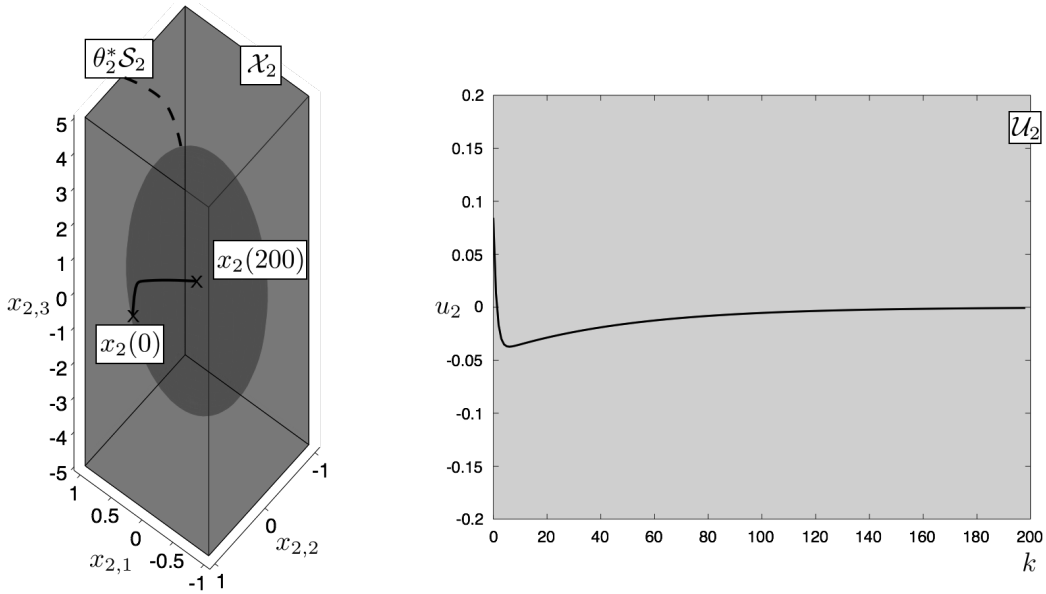 θ₂*𝒮₂
𝒳₂
5
4
3
2
1
0
-1
-2
-3
-4
-5
x₂,₃
x₂(200)
x₂(0)
1
0.5
0
-0.5
-1
x₂,₁
-1
0
1
x₂,₂
0.2
0.15
0.1
0.05
0
-0.05
-0.1
-0.15
-0.2
u₂
𝒰₂
0 20 40 60 80 100 120 140 160 180 200
k